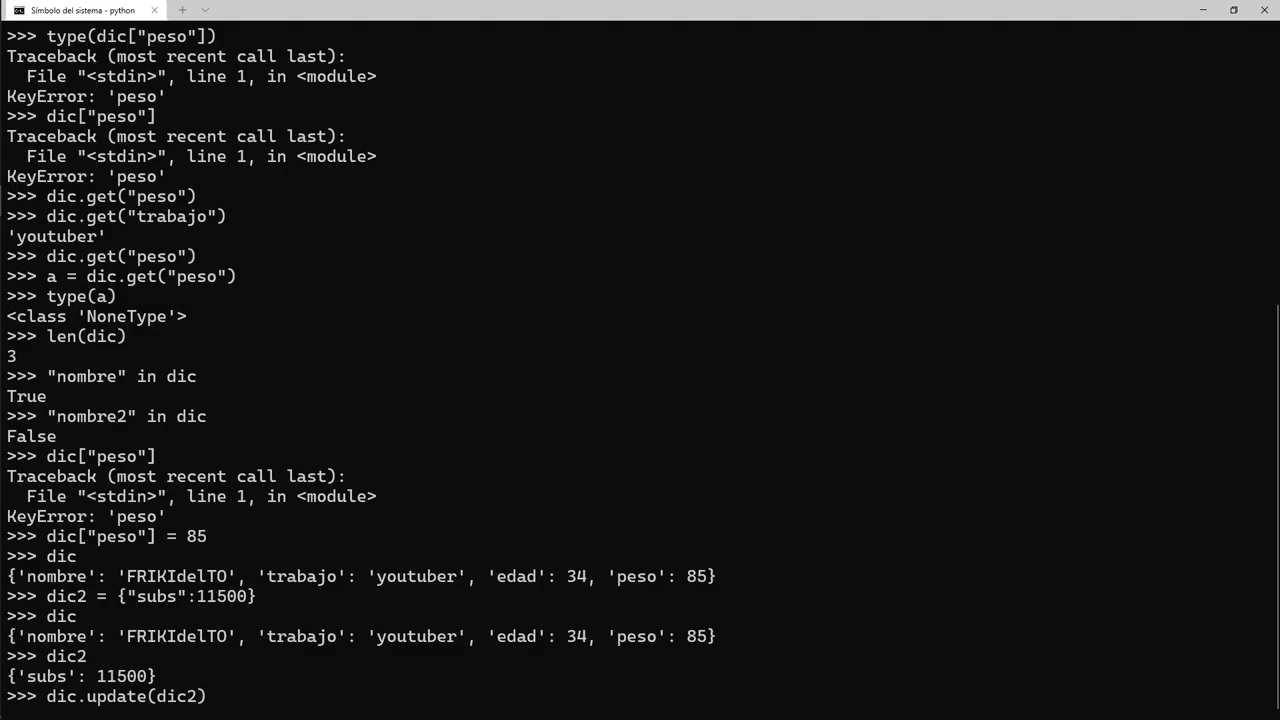 Símbolo del sistema - python
>>> type(dic["peso"])
Traceback (most recent call last):
  File "<stdin>", line 1, in <module>
KeyError: 'peso'
>>> dic["peso"]
Traceback (most recent call last):
  File "<stdin>", line 1, in <module>
KeyError: 'peso'
>>> dic.get("peso")
>>> dic.get("trabajo")
'youtuber'
>>> dic.get("peso")
>>> a = dic.get("peso")
>>> type(a)
<class 'NoneType'>
>>> len(dic)
3
>>> "nombre" in dic
True
>>> "nombre2" in dic
False
>>> dic["peso"]
Traceback (most recent call last):
  File "<stdin>", line 1, in <module>
KeyError: 'peso'
>>> dic["peso"] = 85
>>> dic
{'nombre': 'FRIKIdelTO', 'trabajo': 'youtuber', 'edad': 34, 'peso': 85}
>>> dic2 = {"subs":11500}
>>> dic
{'nombre': 'FRIKIdelTO', 'trabajo': 'youtuber', 'edad': 34, 'peso': 85}
>>> dic2
{'subs': 11500}
>>> dic.update(dic2)